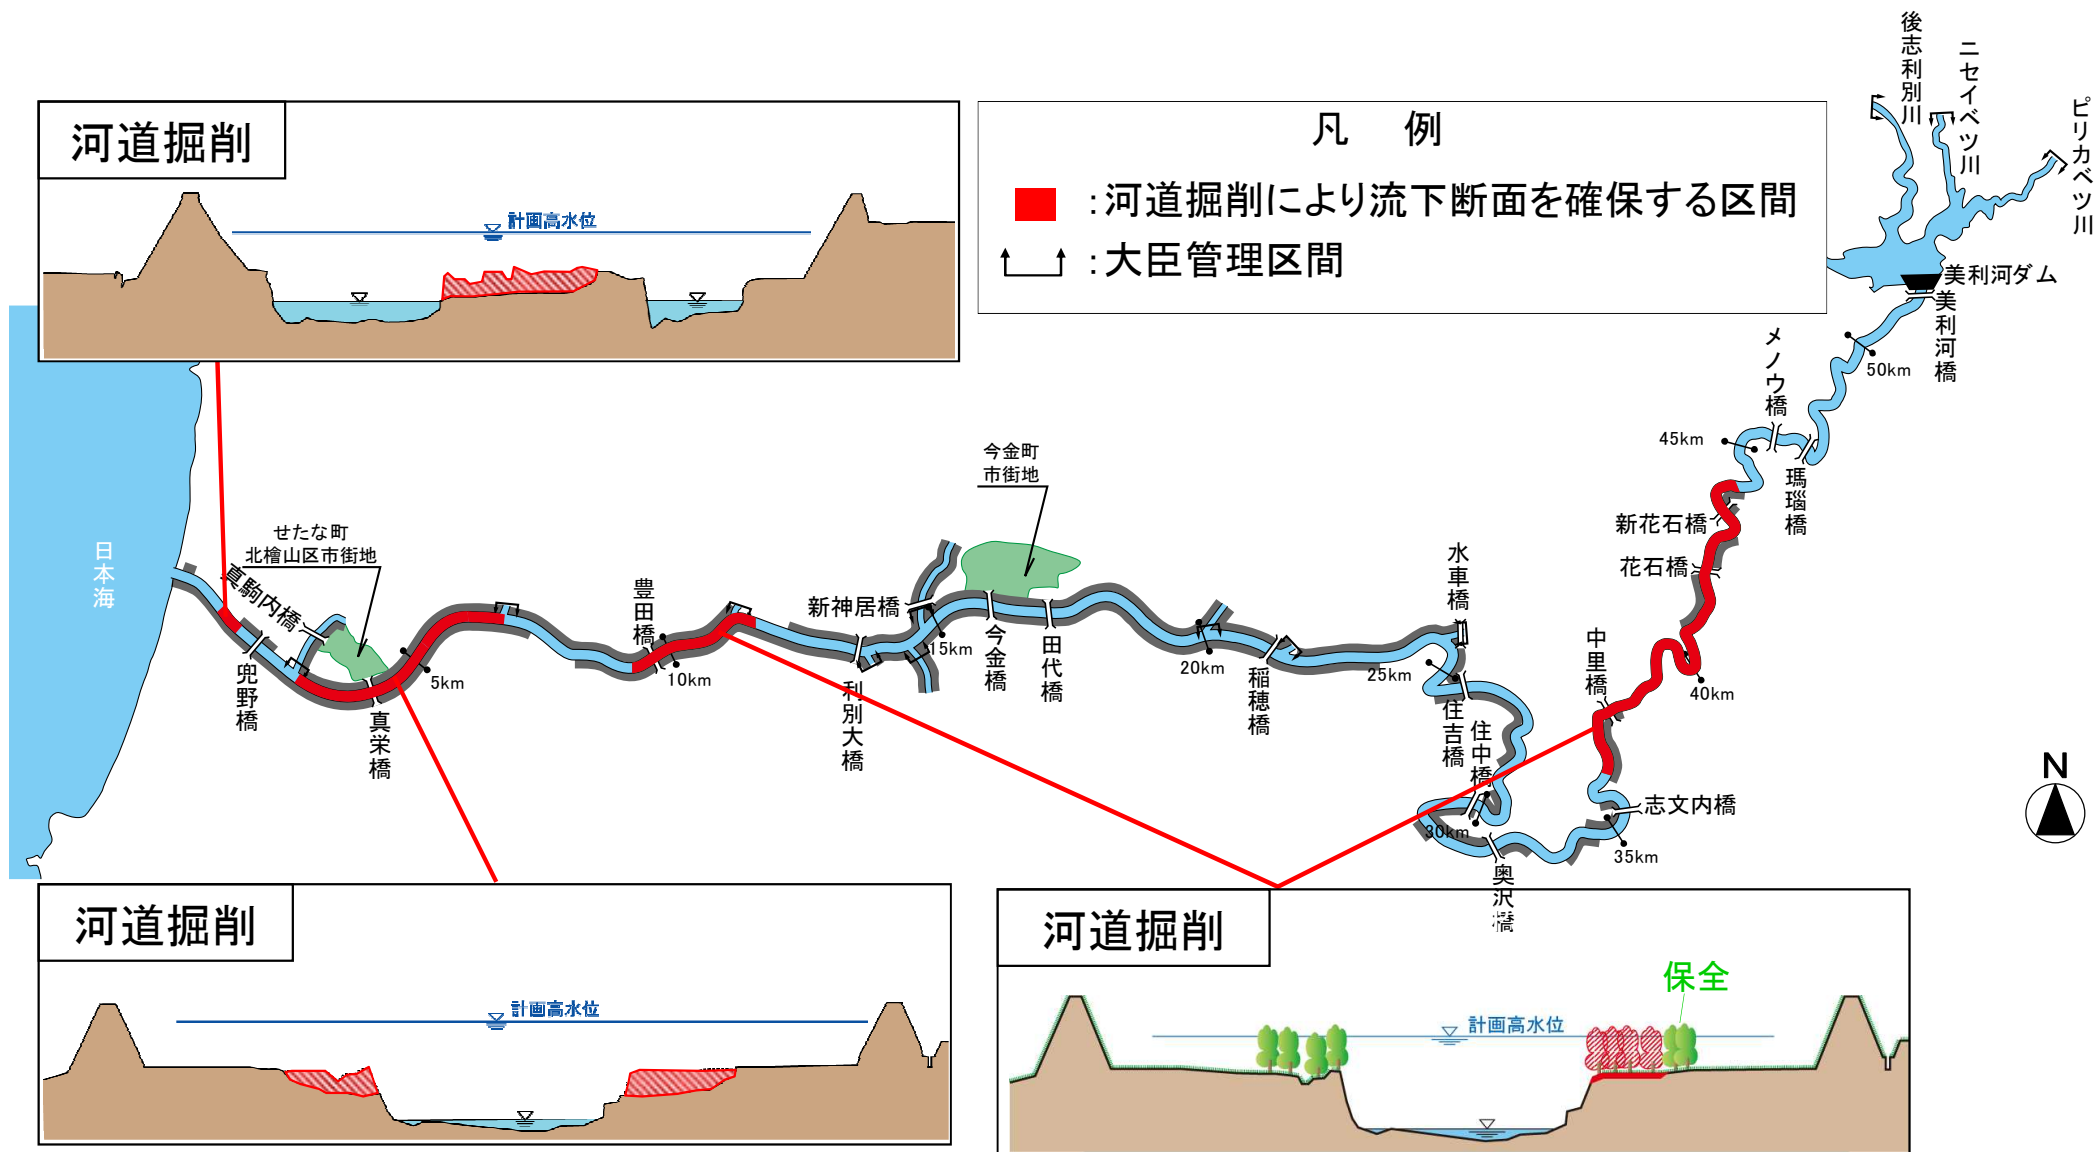 後志利別川
ニセイベツ川
ピリカベツ川
河道掘削
計画高水位
凡　例
：河道掘削により流下断面を確保する区間
：大臣管理区間
美利河ダム
美利河橋
メノウ橋
50km
45km
瑪瑙橋
今金町
市街地
新花石橋
花石橋
せたな町
北檜山区市街地
日本海
真駒内橋
豊田橋
新神居橋
水車橋
15km
今金橋
田代橋
20km
稲穂橋
25km
中里橋
40km
兜野橋
5km
10km
真栄橋
利別大橋
住吉橋
住中橋
N
志文内橋
30km
35km
奥沢橋
河道掘削
計画高水位
河道掘削
保全
計画高水位